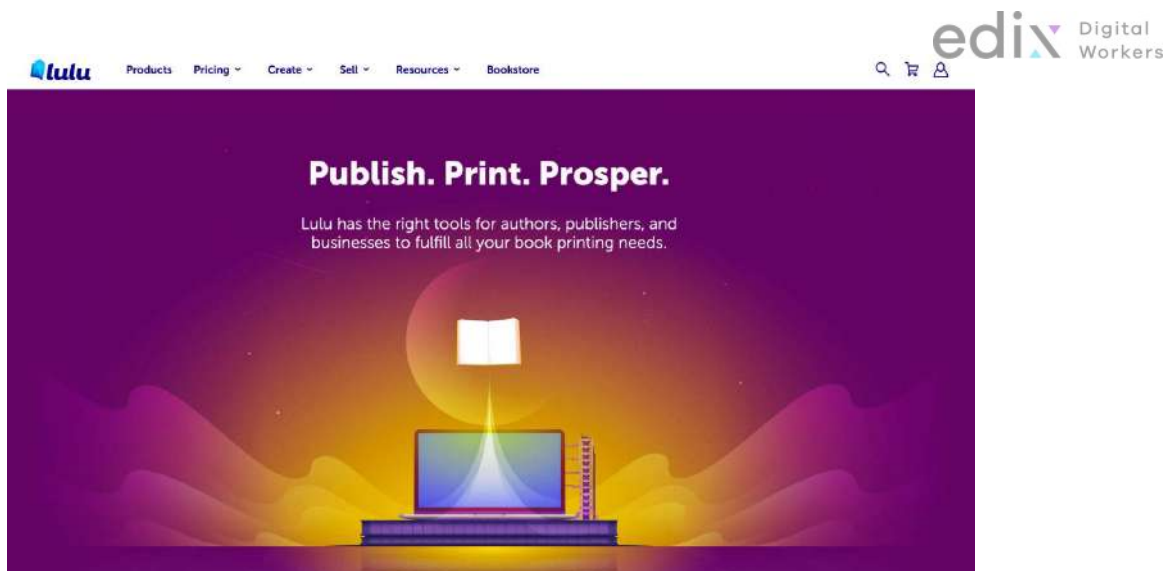 edix Digital
Workers
lulu Products Pricing Create Sell Resources Bookstore
Publish. Print. Prosper.
Lulu has the right tools for authors, publishers, and
businesses to fulfill all your book printing needs.